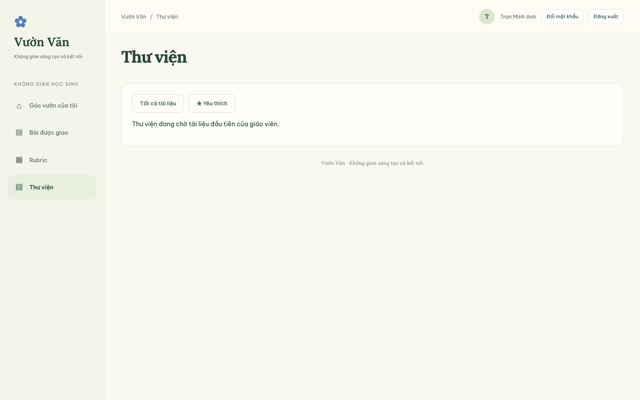 Vườn Văn
Không gian sáng tạo và kết nối
KHÔNG GIAN HỌC SINH
Góc vườn của tôi
Bài được giao
Rubric
Thư viện
Vườn Văn / Thư viện
T Tran Minh Anh Đổi mật khẩu Đăng xuất
Thư viện
Tất cả tài liệu ★ Yêu thích
Thư viện đang chờ tài liệu đầu tiên của giáo viên.
Vườn Văn · Không gian sáng tạo và kết nối